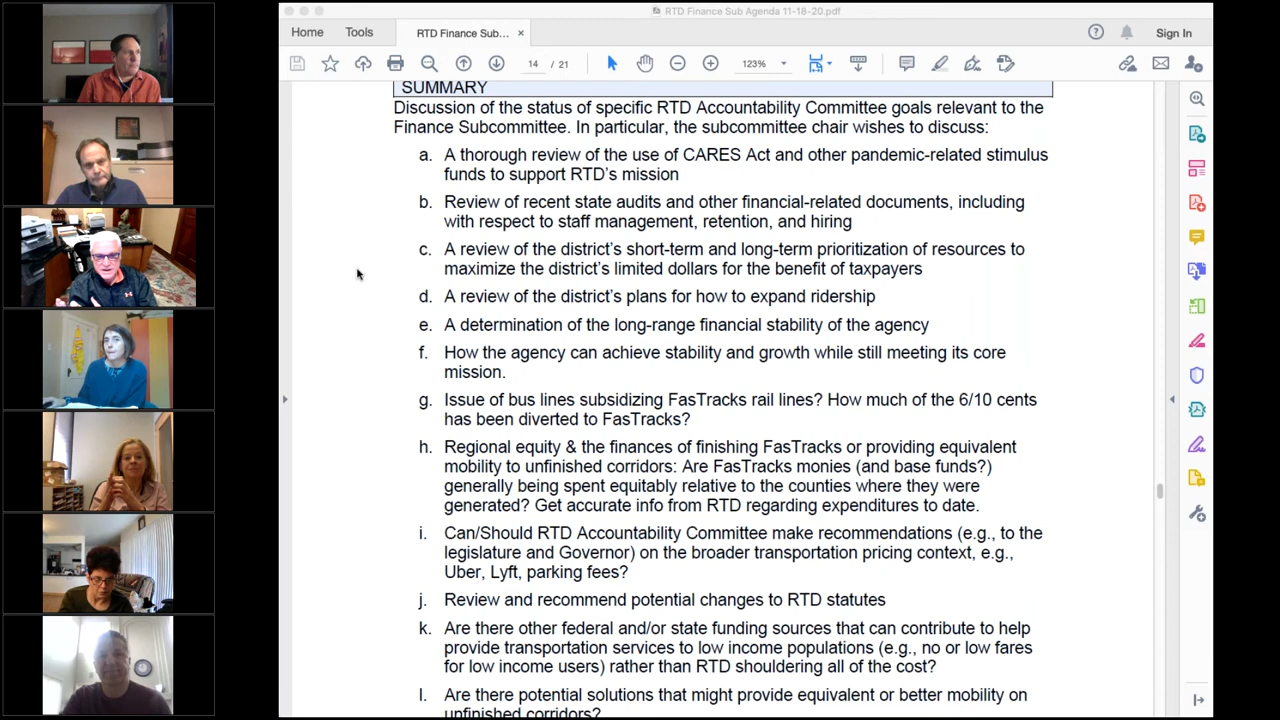 RTD Finance Sub Agenda 11-18-20.pdf
Home Tools RTD Finance Sub... × Sign In
14 / 21 123%
SUMMARY
Discussion of the status of specific RTD Accountability Committee goals relevant to the
Finance Subcommittee. In particular, the subcommittee chair wishes to discuss:
a. A thorough review of the use of CARES Act and other pandemic-related stimulus
funds to support RTD's mission
b. Review of recent state audits and other financial-related documents, including
with respect to staff management, retention, and hiring
c. A review of the district's short-term and long-term prioritization of resources to
maximize the district's limited dollars for the benefit of taxpayers
d. A review of the district's plans for how to expand ridership
e. A determination of the long-range financial stability of the agency
f. How the agency can achieve stability and growth while still meeting its core
mission.
g. Issue of bus lines subsidizing FasTracks rail lines? How much of the 6/10 cents
has been diverted to FasTracks?
h. Regional equity & the finances of finishing FasTracks or providing equivalent
mobility to unfinished corridors: Are FasTracks monies (and base funds?)
generally being spent equitably relative to the counties where they were
generated? Get accurate info from RTD regarding expenditures to date.
i. Can/Should RTD Accountability Committee make recommendations (e.g., to the
legislature and Governor) on the broader transportation pricing context, e.g.,
Uber, Lyft, parking fees?
j. Review and recommend potential changes to RTD statutes
k. Are there other federal and/or state funding sources that can contribute to help
provide transportation services to low income populations (e.g., no or low fares
for low income users) rather than RTD shouldering all of the cost?
l. Are there potential solutions that might provide equivalent or better mobility on
unfinished corridors?